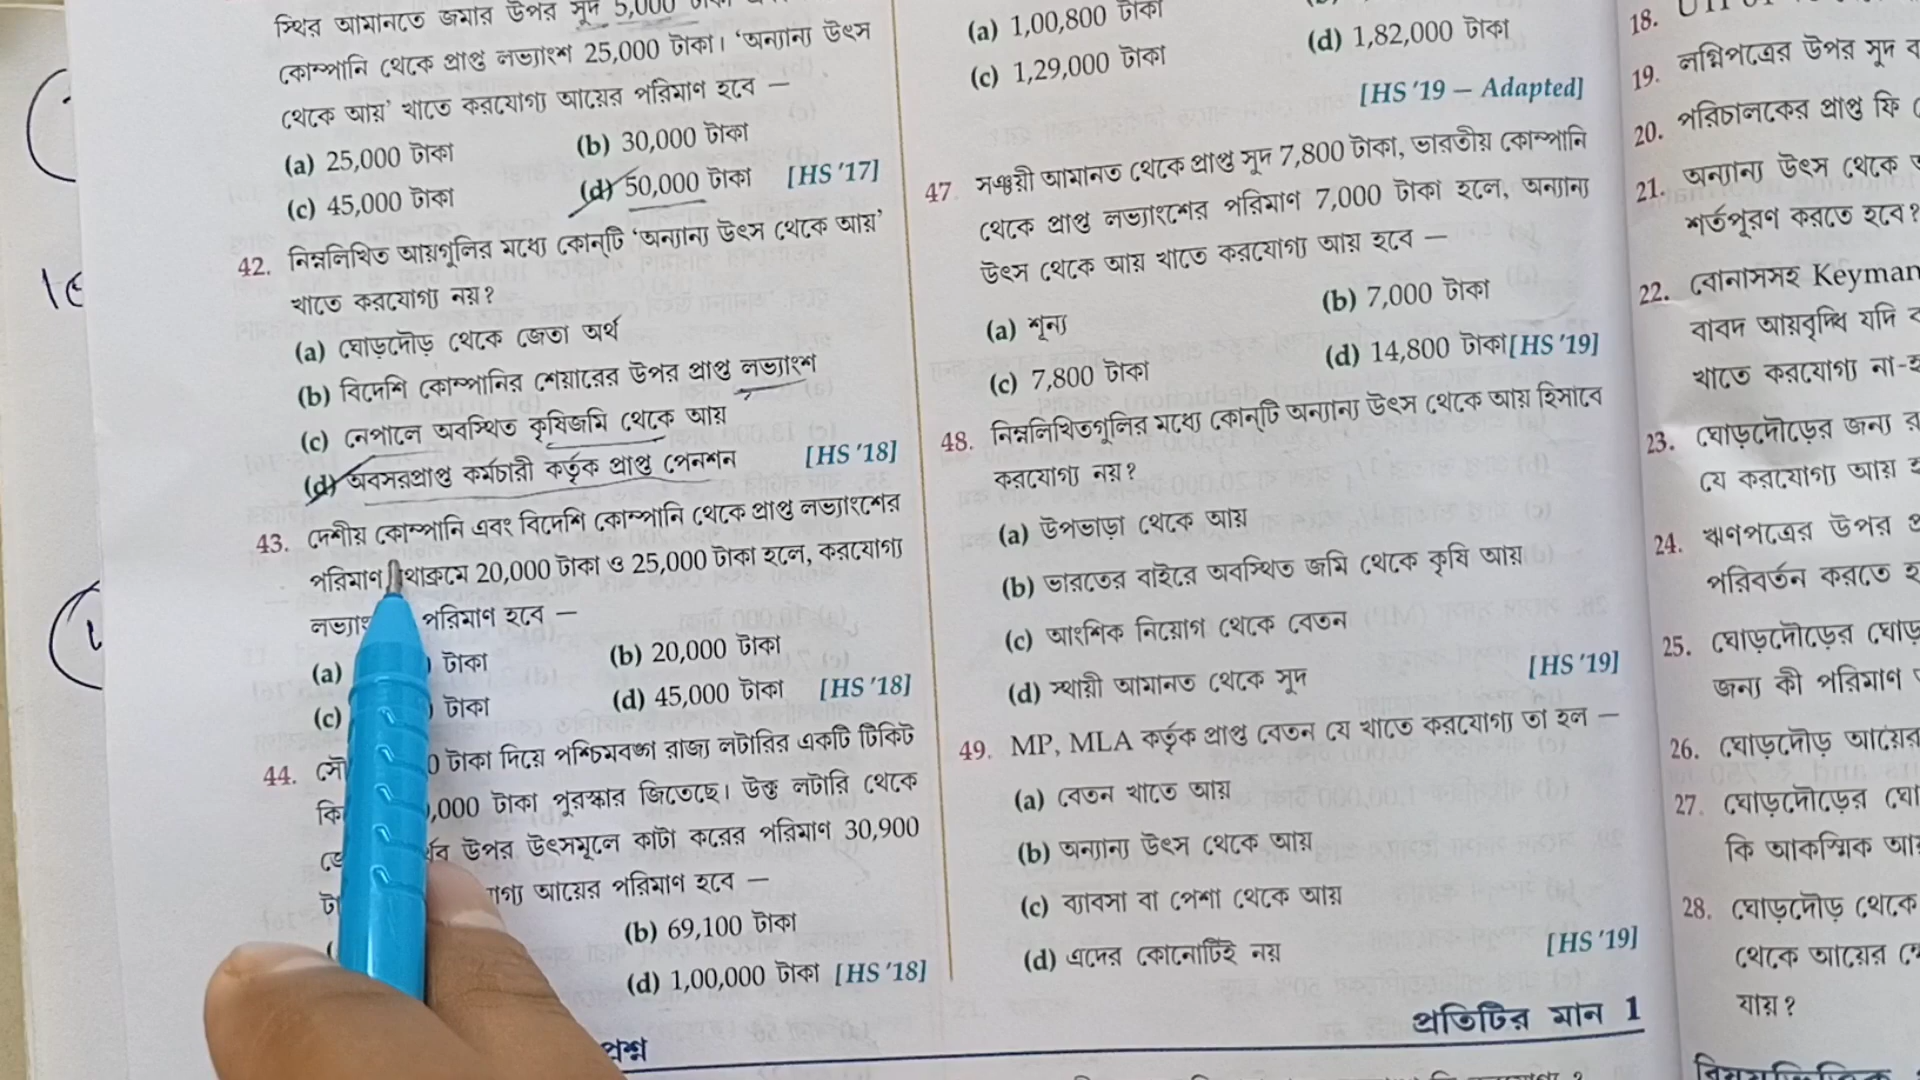 স্থির আমানতে জমার উপর সুদ 5,000
কোম্পানি থেকে প্রাপ্ত লভ্যাংশ 25,000 টাকা। ‘অন্যান্য উৎস
থেকে আয়’ খাতে করযোগ্য আয়ের পরিমাণ হবে —
(a) 25,000 টাকা (b) 30,000 টাকা
(c) 45,000 টাকা (d) 50,000 টাকা [HS '17]
42. নিম্নলিখিত আয়গুলির মধ্যে কোন্‌টি ‘অন্যান্য উৎস থেকে আয়’
খাতে করযোগ্য নয়?
(a) ঘোড়দৌড় থেকে জেতা অর্থ
(b) বিদেশি কোম্পানির শেয়ারের উপর প্রাপ্ত লভ্যাংশ
(c) নেপালে অবস্থিত কৃষিজমি থেকে আয়
(d) অবসরপ্রাপ্ত কর্মচারী কর্তৃক প্রাপ্ত পেনশন [HS '18]
43. দেশীয় কোম্পানি এবং বিদেশি কোম্পানি থেকে প্রাপ্ত লভ্যাংশের
পরিমাণ যথাক্রমে 20,000 টাকা ও 25,000 টাকা হলে, করযোগ্য
পরিমাণ হবে —
(a) টাকা (b) 20,000 টাকা
(c) টাকা (d) 45,000 টাকা [HS '18]
44. টাকা দিয়ে পশ্চিমবঙ্গ রাজ্য লটারির একটি টিকিট
,000 টাকা পুরস্কার জিতেছে। উক্ত লটারি থেকে
উপর উৎসমূলে কাটা করের পরিমাণ 30,900
আয়ের পরিমাণ হবে —
(b) 69,100 টাকা
(d) 1,00,000 টাকা [HS '18]
প্রশ্ন
(a) 1,00,800 টাকা
(c) 1,29,000 টাকা (d) 1,82,000 টাকা
[HS '19 – Adapted]
47. সঞ্চয়ী আমানত থেকে প্রাপ্ত সুদ 7,800 টাকা, ভারতীয় কোম্পানি
থেকে প্রাপ্ত লভ্যাংশের পরিমাণ 7,000 টাকা হলে, অন্যান্য
উৎস থেকে আয় খাতে করযোগ্য আয় হবে —
(a) শূন্য (b) 7,000 টাকা
(c) 7,800 টাকা (d) 14,800 টাকা[HS '19]
48. নিম্নলিখিতগুলির মধ্যে কোন্‌টি অন্যান্য উৎস থেকে আয় হিসাবে
করযোগ্য নয়?
(a) উপভাড়া থেকে আয়
(b) ভারতের বাইরে অবস্থিত জমি থেকে কৃষি আয়
(c) আংশিক নিয়োগ থেকে বেতন
(d) স্থায়ী আমানত থেকে সুদ [HS '19]
49. MP, MLA কর্তৃক প্রাপ্ত বেতন যে খাতে করযোগ্য তা হল —
(a) বেতন খাতে আয়
(b) অন্যান্য উৎস থেকে আয়
(c) ব্যাবসা বা পেশা থেকে আয়
(d) এদের কোনোটিই নয় [HS '19]
প্রতিটির মান 1
18.
19. লগ্নিপত্রের উপর সুদ
20. পরিচালকের প্রাপ্ত ফি
21. অন্যান্য উৎস থেকে
শর্তপূরণ করতে হবে?
22. বোনাসসহ Keyman
বাবদ আয়বৃদ্ধি যদি
খাতে করযোগ্য না-হ
23. ঘোড়দৌড়ের জন্য
যে করযোগ্য আয়
24. ঋণপত্রের উপর
পরিবর্তন করতে
25. ঘোড়দৌড়ের ঘোড়
জন্য কী পরিমাণ
26. ঘোড়দৌড় আয়ের
27. ঘোড়দৌড়ের ঘো
কি আকস্মিক আয়
28. ঘোড়দৌড় থেকে
থেকে আয়ের
যায়?